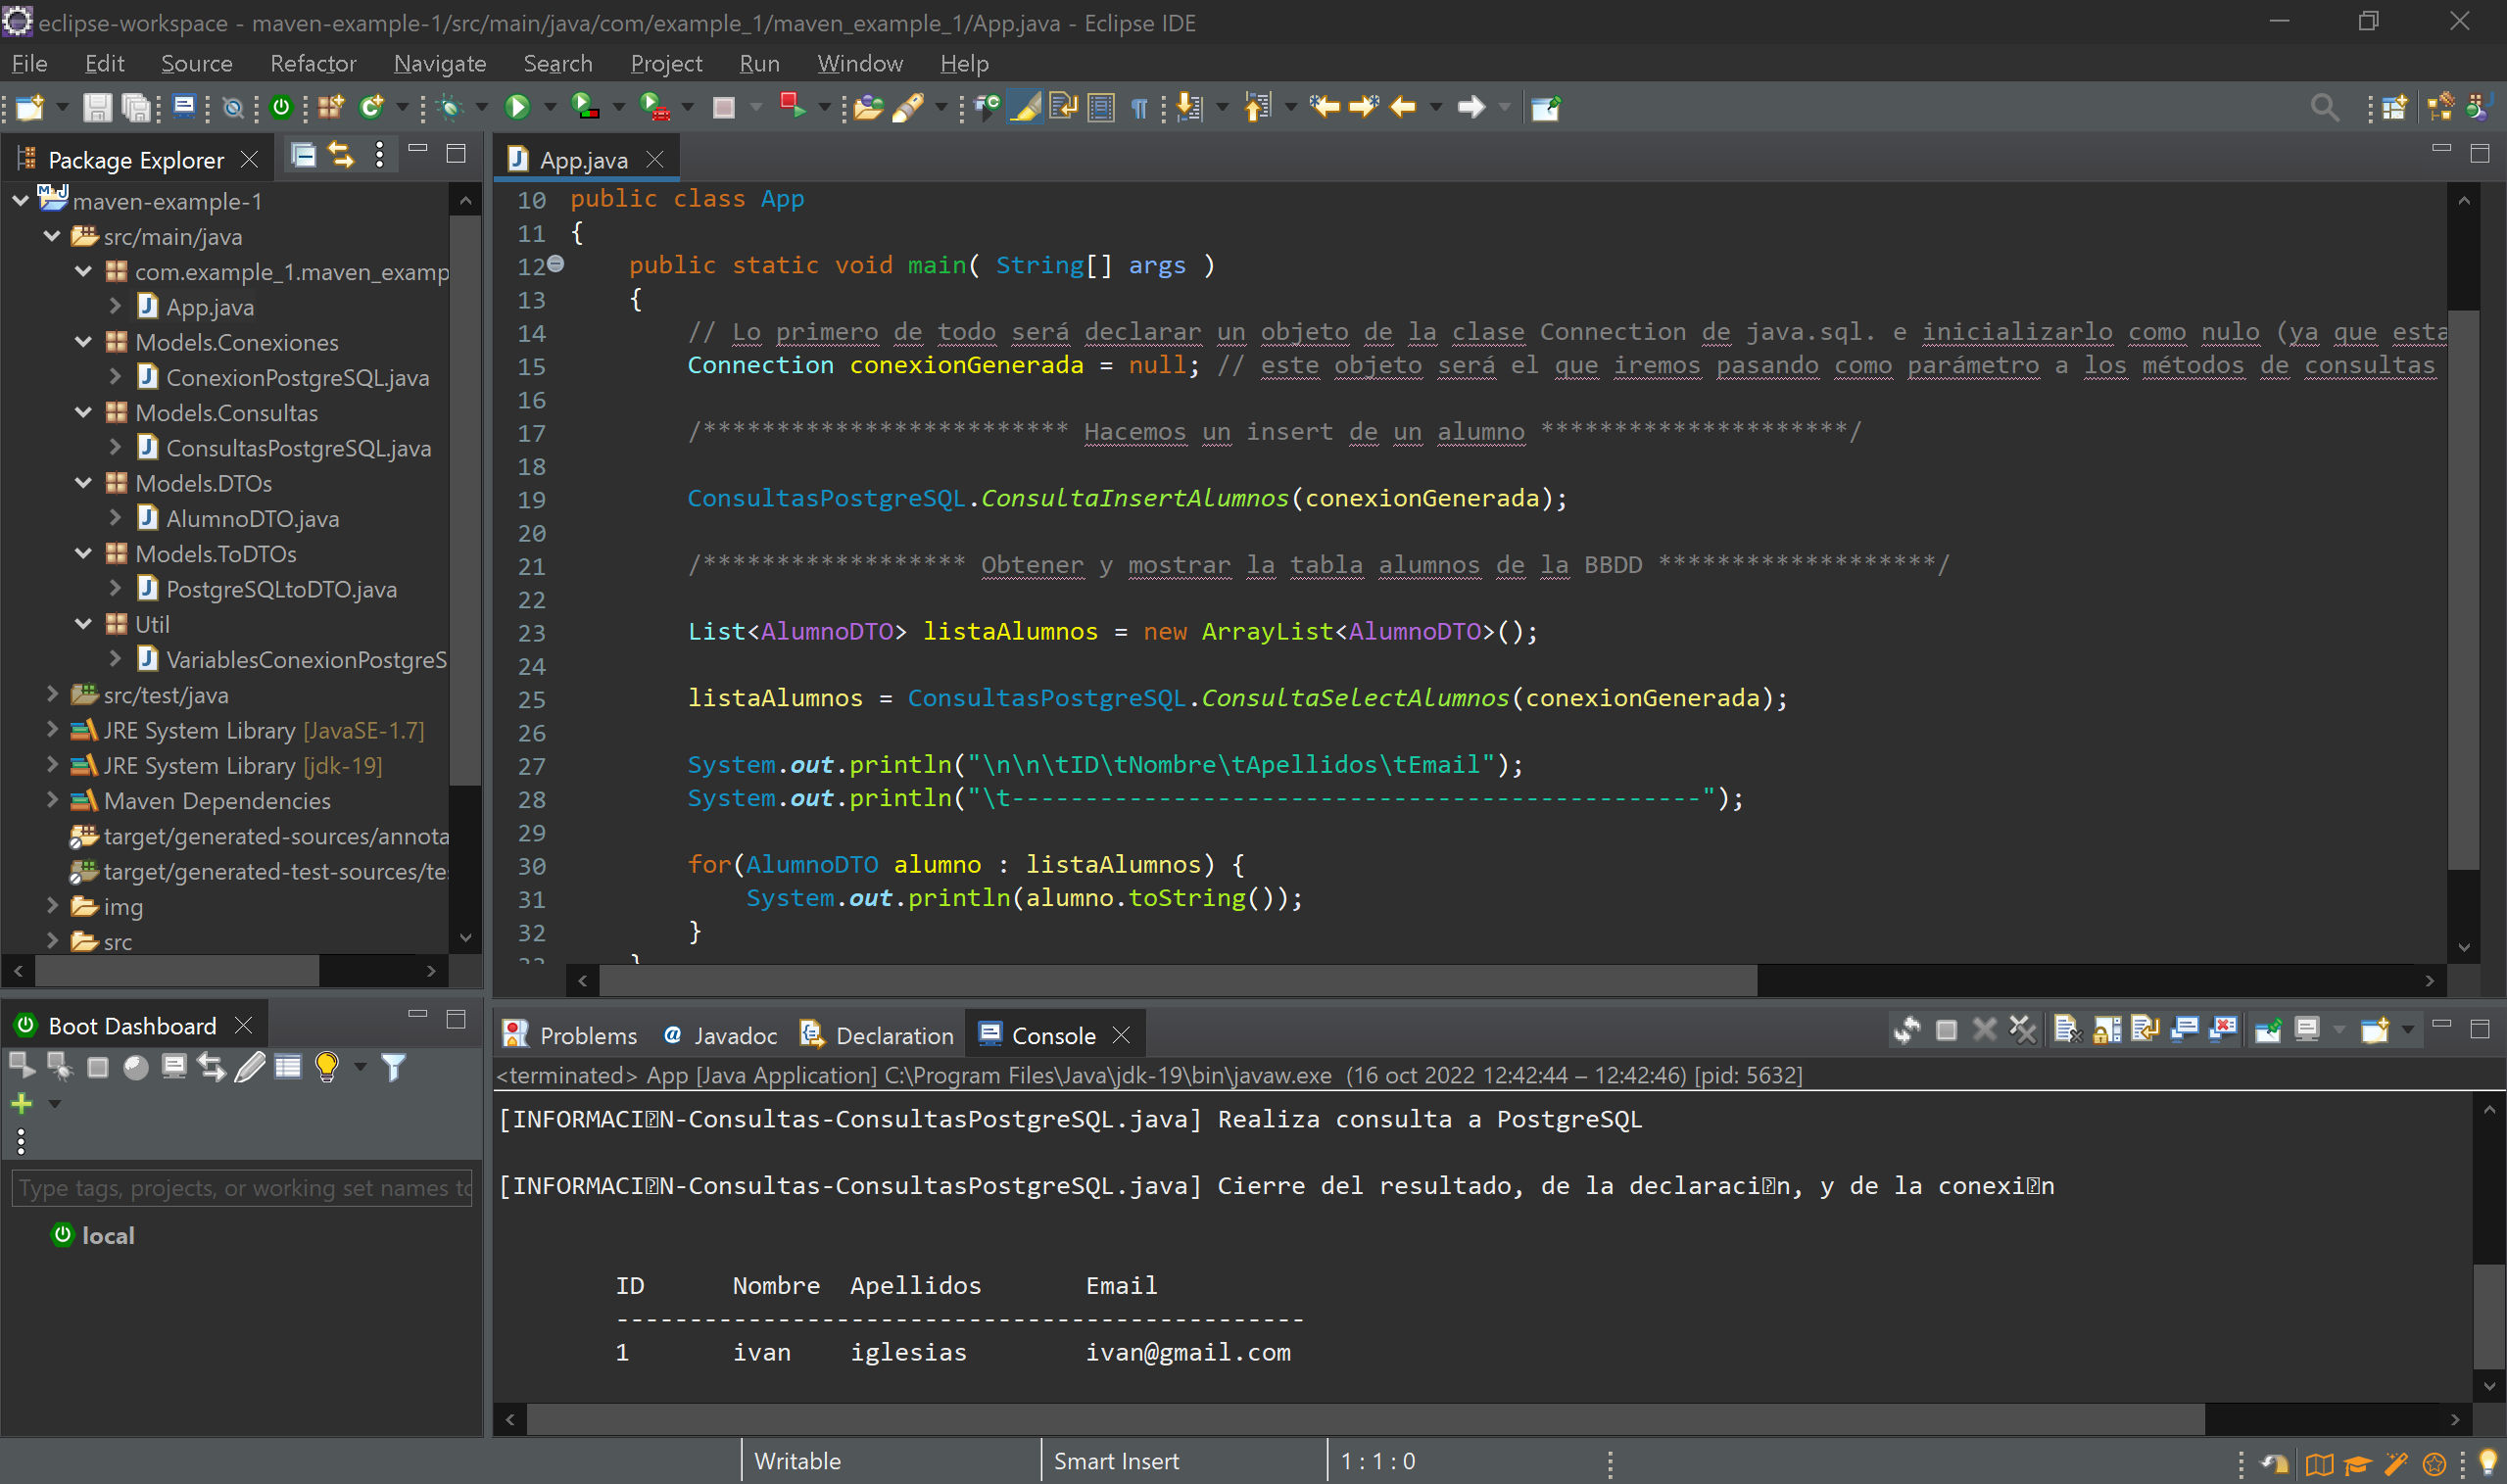 eclipse-workspace - maven-example-1/src/main/java/com/example_1/maven_example_1/App.java - Eclipse IDE
File Edit Source Refactor Navigate Search Project Run Window Help
Package Explorer
maven-example-1
src/main/java
com.example_1.maven_examp
App.java
Models.Conexiones
ConexionPostgreSQL.java
Models.Consultas
ConsultasPostgreSQL.java
Models.DTOs
AlumnoDTO.java
Models.ToDTOs
PostgreSQLtoDTO.java
Util
VariablesConexionPostgreS
src/test/java
JRE System Library [JavaSE-1.7]
JRE System Library [jdk-19]
Maven Dependencies
target/generated-sources/annota
target/generated-test-sources/te
img
src
App.java
10 public class App
11 {
12 public static void main( String[] args )
13 {
14 // Lo primero de todo será declarar un objeto de la clase Connection de java.sql. e inicializarlo como nulo (ya que esta
15 Connection conexionGenerada = null; // este objeto será el que iremos pasando como parámetro a los métodos de consultas
16
17 /************************* Hacemos un insert de un alumno *********************/
18
19 ConsultasPostgreSQL.ConsultaInsertAlumnos(conexionGenerada);
20
21 /****************** Obtener y mostrar la tabla alumnos de la BBDD *******************/
22
23 List<AlumnoDTO> listaAlumnos = new ArrayList<AlumnoDTO>();
24
25 listaAlumnos = ConsultasPostgreSQL.ConsultaSelectAlumnos(conexionGenerada);
26
27 System.out.println("\n\n\tID\tNombre\tApellidos\tEmail");
28 System.out.println("\t-----------------------------------------------");
29
30 for(AlumnoDTO alumno : listaAlumnos) {
31 System.out.println(alumno.toString());
32 }
33 }
Boot Dashboard
Type tags, projects, or working set names to
local
Problems Javadoc Declaration Console
<terminated> App [Java Application] C:\Program Files\Java\jdk-19\bin\javaw.exe (16 oct 2022 12:42:44 – 12:42:46) [pid: 5632]
[INFORMACI�N-Consultas-ConsultasPostgreSQL.java] Realiza consulta a PostgreSQL
[INFORMACI�N-Consultas-ConsultasPostgreSQL.java] Cierre del resultado, de la declaraci�n, y de la conexi�n
ID Nombre Apellidos Email
-----------------------------------------------
1 ivan iglesias ivan@gmail.com
Writable Smart Insert 1 : 1 : 0